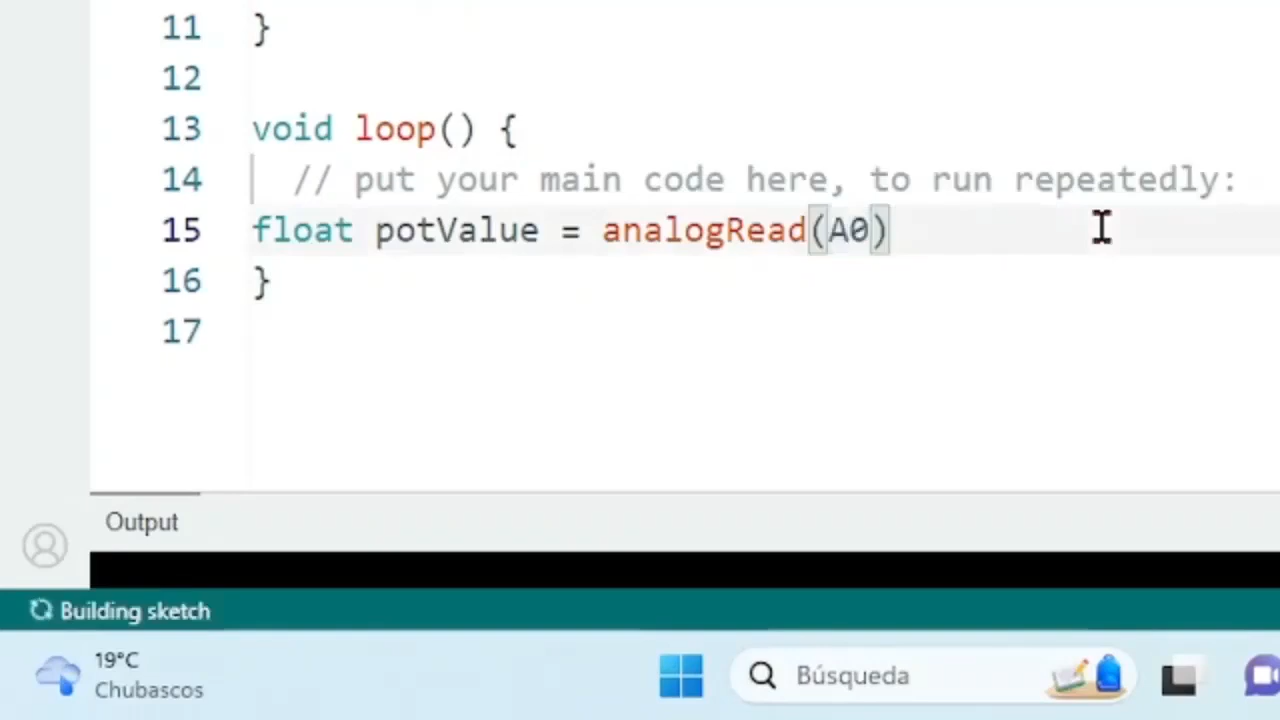 11 }
12
13 void loop() {
14 // put your main code here, to run repeatedly:
15 float potValue = analogRead(A0)
16 }
17
Output
Building sketch
19°C
Chubascos
Búsqueda